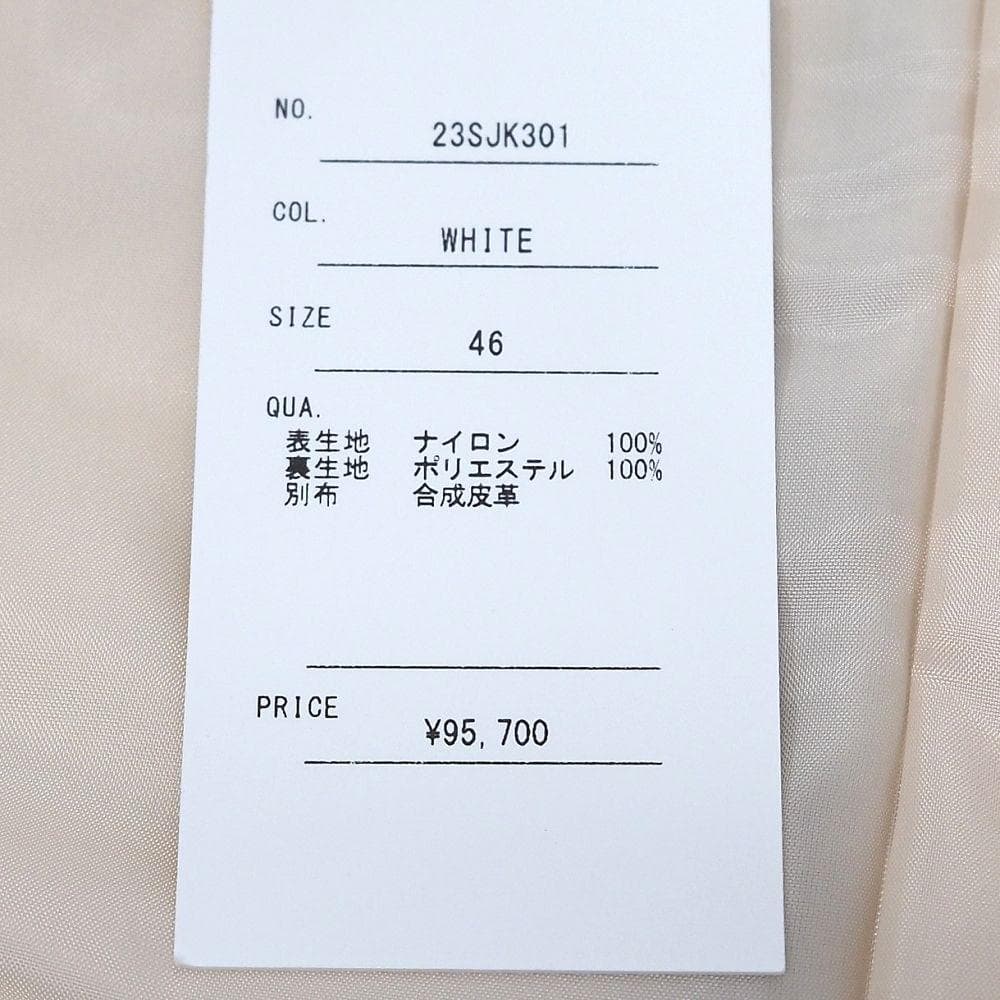 NO.
23SJK301
COL.
WHITE
SIZE
46
QUA.
表生地 ナイロン 100%
裏生地 ポリエステル 100%
別布 合成皮革
PRICE
¥95,700